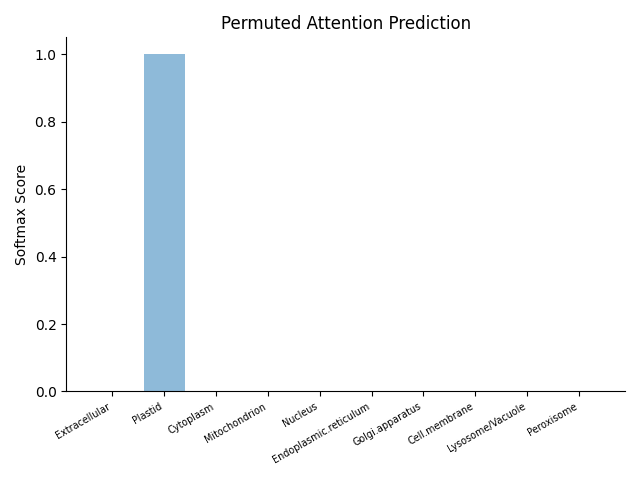 Permuted Attention Prediction
Softmax Score
1.0
0.8
0.6
0.4
0.2
0.0
Extracellular
Plastid
Cytoplasm
Mitochondrion
Nucleus
Endoplasmic.reticulum
Golgi.apparatus
Cell.membrane
Lysosome/Vacuole
Peroxisome